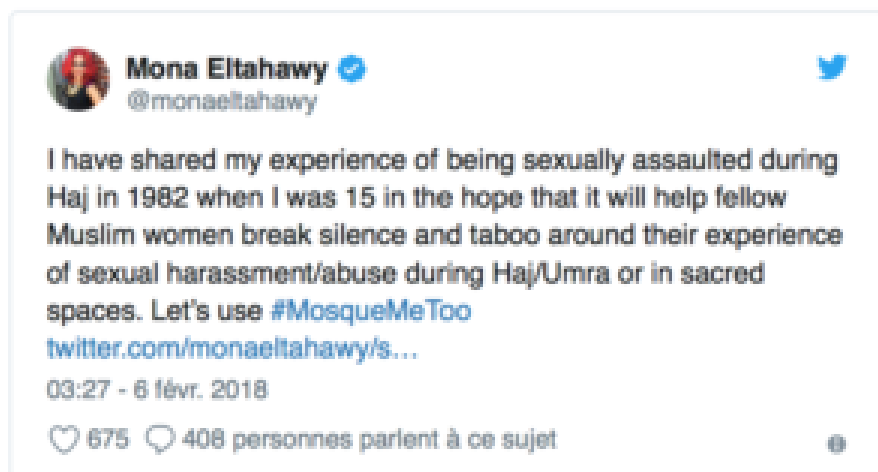 Mona Eltahawy
@monaeltahawy
I have shared my experience of being sexually assaulted during
Haj in 1982 when I was 15 in the hope that it will help fellow
Muslim women break silence and taboo around their experience
of sexual harassment/abuse during Haj/Umra or in sacred
spaces. Let's use #MosqueMeToo
twitter.com/monaeltahawy/s…
03:27 - 6 févr. 2018
675 408 personnes parlent à ce sujet